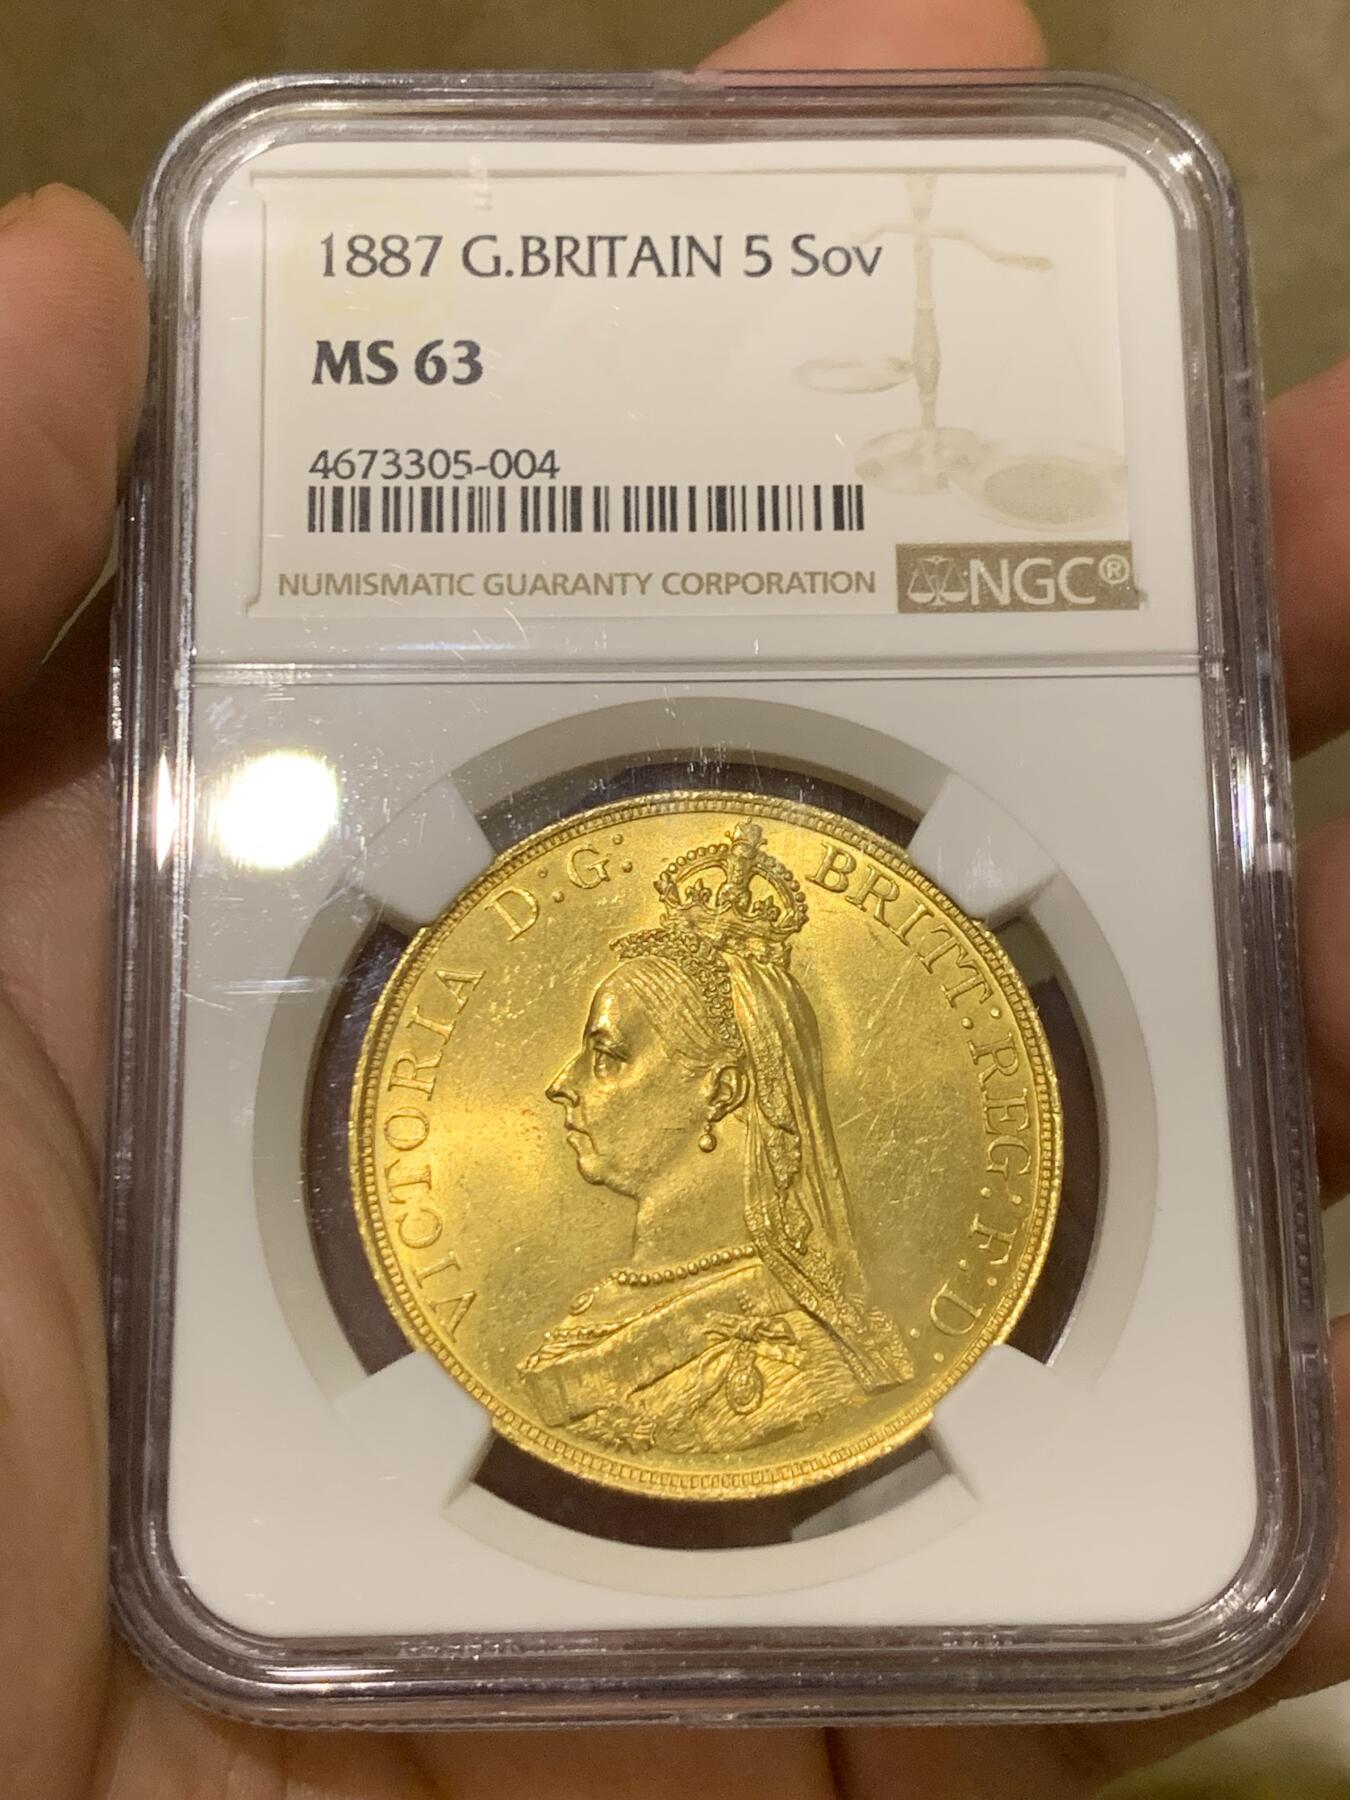 1887 G.BRITAIN 5 Sov
MS 63
4673305-004
NUMISMATIC GUARANTY CORPORATION NGC®
VICTORIA D:G: BRITT:REG:F:D: